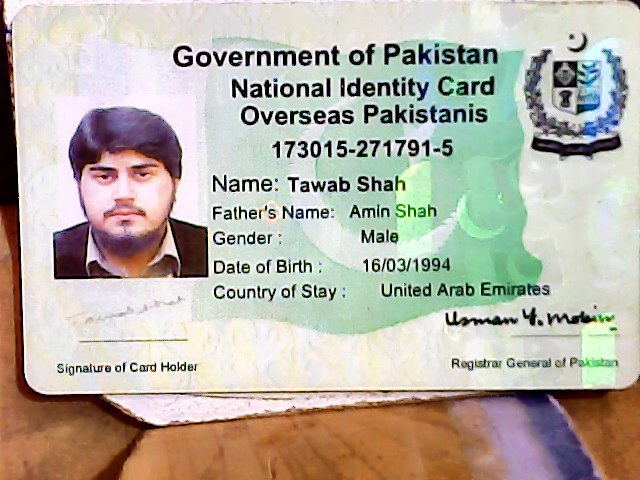 Government of Pakistan
National Identity Card
Overseas Pakistanis
173015-271791-5
Name: Tawab Shah
Father's Name: Amin Shah
Gender : Male
Date of Birth : 16/03/1994
Country of Stay : United Arab Emirates
Usman Y. Mobin
Signature of Card Holder
Registrar General of Pakistan